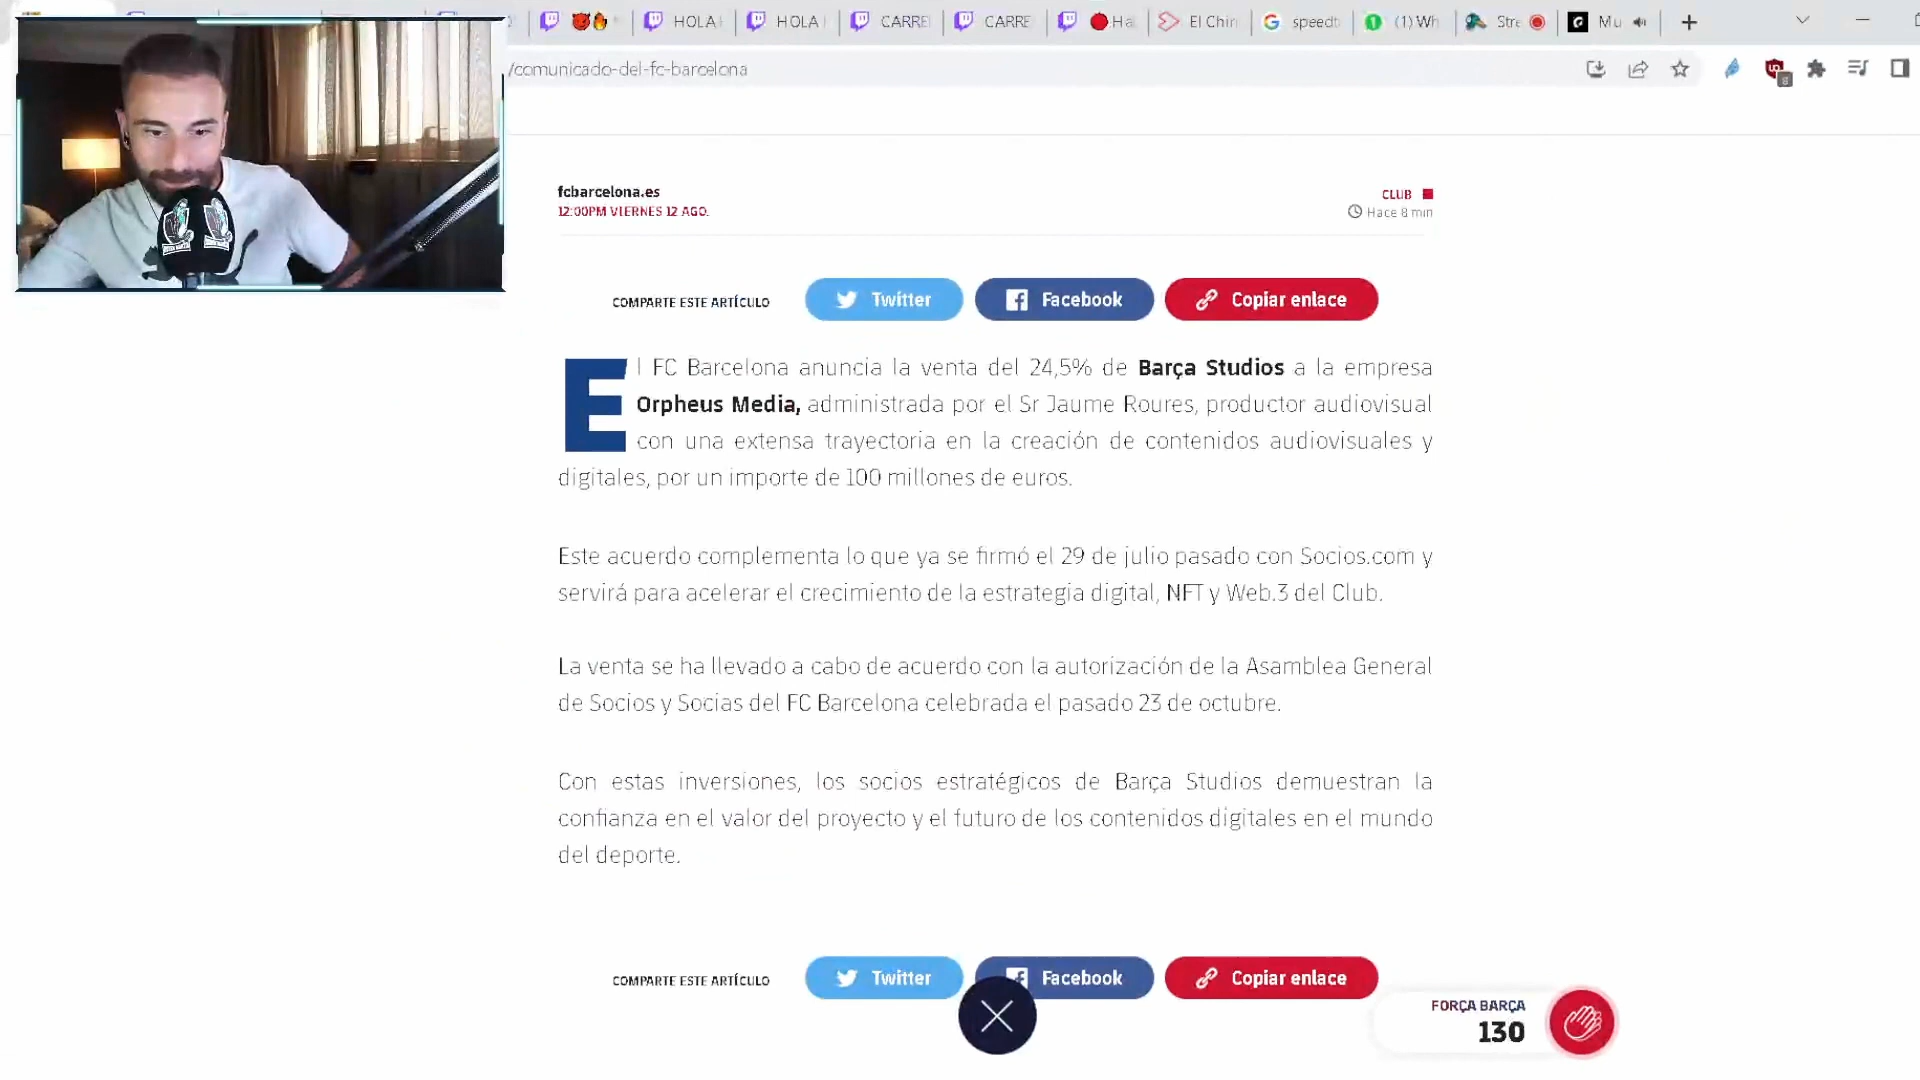 HOLA
HOLA
CARRE
CARRE
Ha
El Chiri
speedt
(1) Wh
Stre
Mu
/comunicado-del-fc-barcelona
fcbarcelona.es
CLUB
12:00PM VIERNES 12 AGO.
Hace 8 min
COMPARTE ESTE ARTÍCULO
Twitter
Facebook
Copiar enlace
El FC Barcelona anuncia la venta del 24,5% de Barça Studios a la empresa
Orpheus Media, administrada por el Sr Jaume Roures, productor audiovisual
con una extensa trayectoria en la creación de contenidos audiovisuales y
digitales, por un importe de 100 millones de euros.
Este acuerdo complementa lo que ya se firmó el 29 de julio pasado con Socios.com y
servirá para acelerar el crecimiento de la estrategia digital, NFT y Web.3 del Club.
La venta se ha llevado a cabo de acuerdo con la autorización de la Asamblea General
de Socios y Socias del FC Barcelona celebrada el pasado 23 de octubre.
Con estas inversiones, los socios estratégicos de Barça Studios demuestran la
confianza en el valor del proyecto y el futuro de los contenidos digitales en el mundo
del deporte.
COMPARTE ESTE ARTÍCULO
Twitter
Facebook
Copiar enlace
FORÇA BARÇA
130